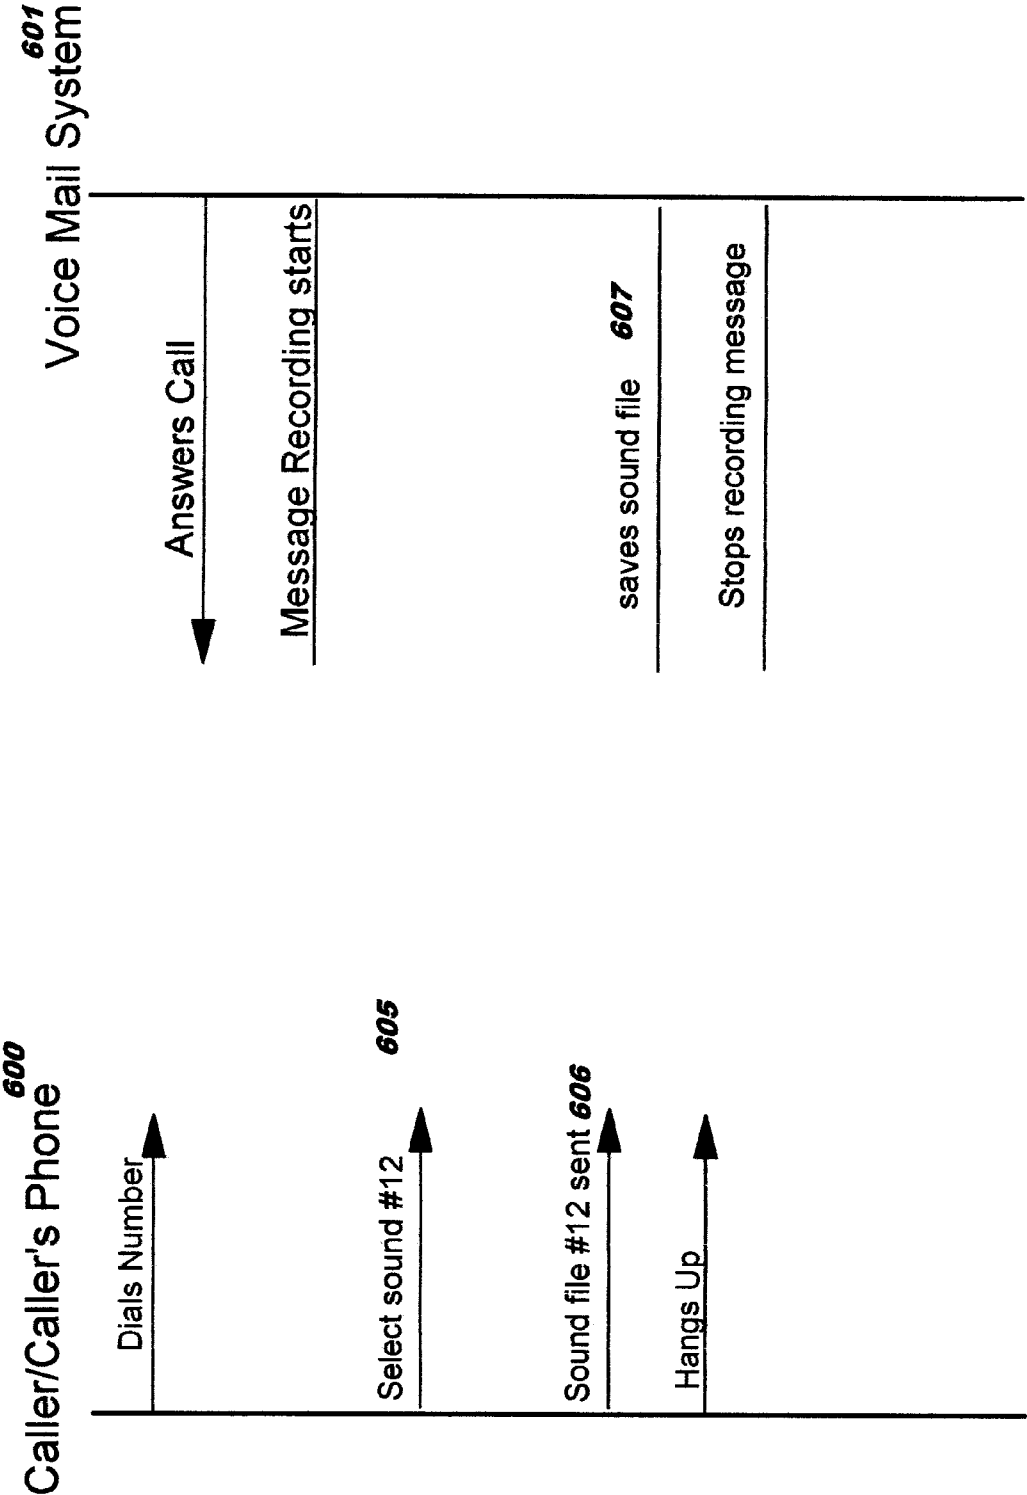 600
Caller/Caller's Phone
601
Voice Mail System
Dials Number
Answers Call
Message Recording starts
Select sound #12
605
Sound file #12 sent 606
saves sound file 607
Hangs Up
Stops recording message